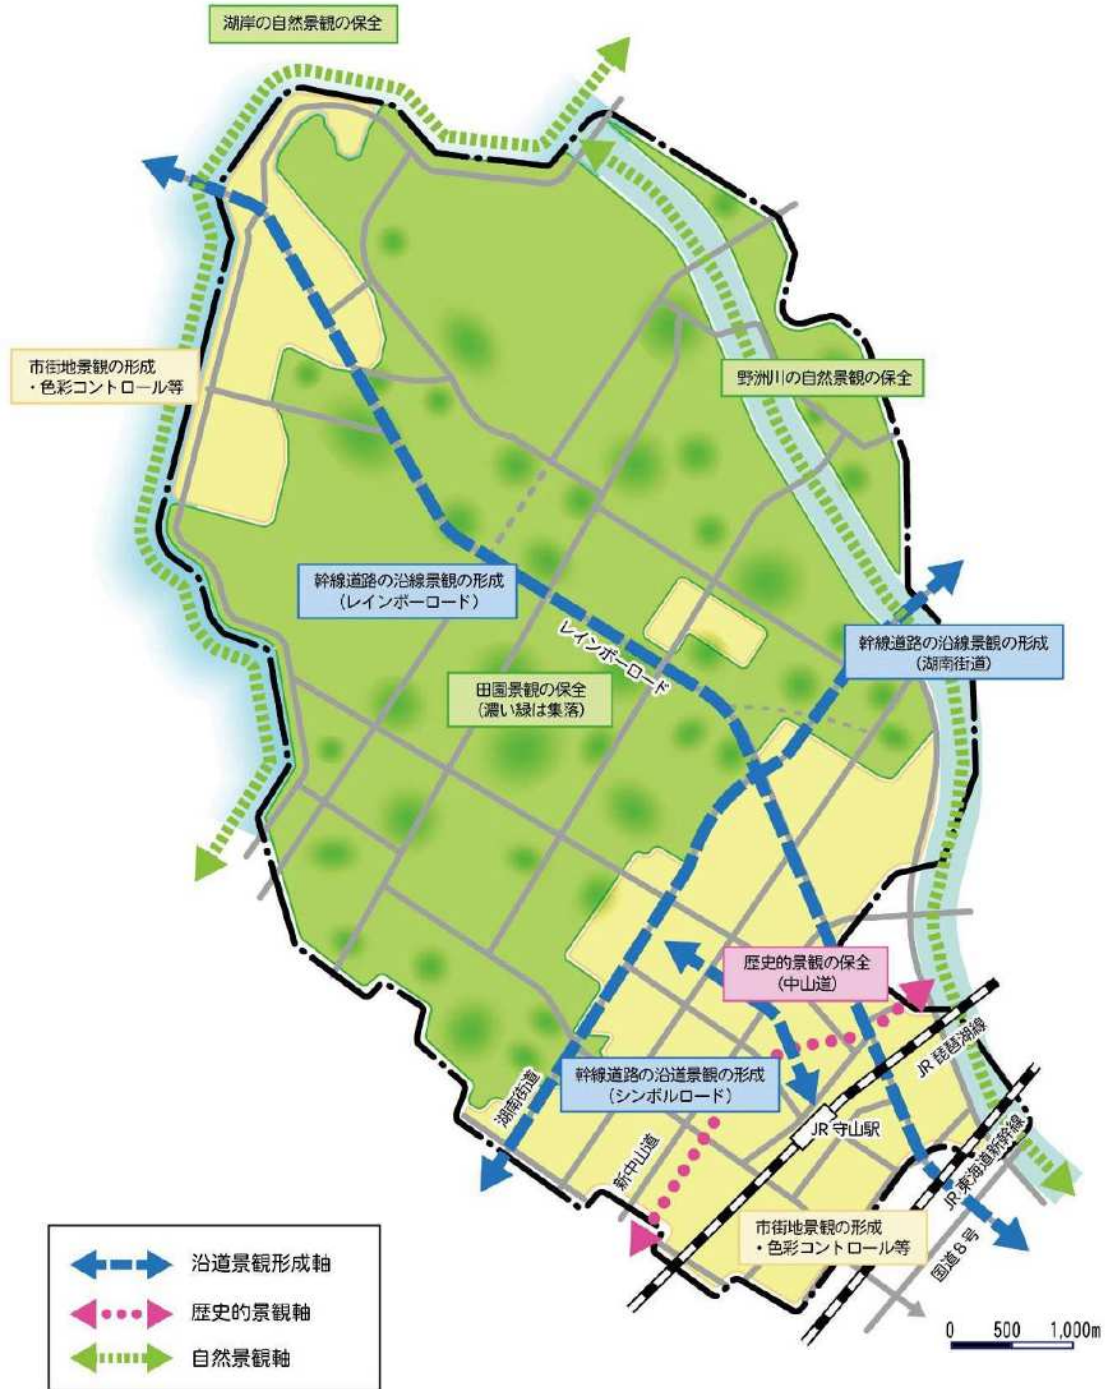 湖岸の自然景観の保全
市街地景観の形成
・色彩コントロール等
野洲川の自然景観の保全
幹線道路の沿線景観の形成
（レインボーロード）
レインボーロード
幹線道路の沿線景観の形成
（湖南街道）
田園景観の保全
（濃い緑は集落）
歴史的景観の保全
（中山道）
幹線道路の沿道景観の形成
（シンボルロード）
湖南街道
新中山道
JR 琵琶湖線
JR 守山駅
JR 東海道新幹線
市街地景観の形成
・色彩コントロール等
国道８号
沿道景観形成軸
歴史的景観軸
自然景観軸
0 500 1,000m